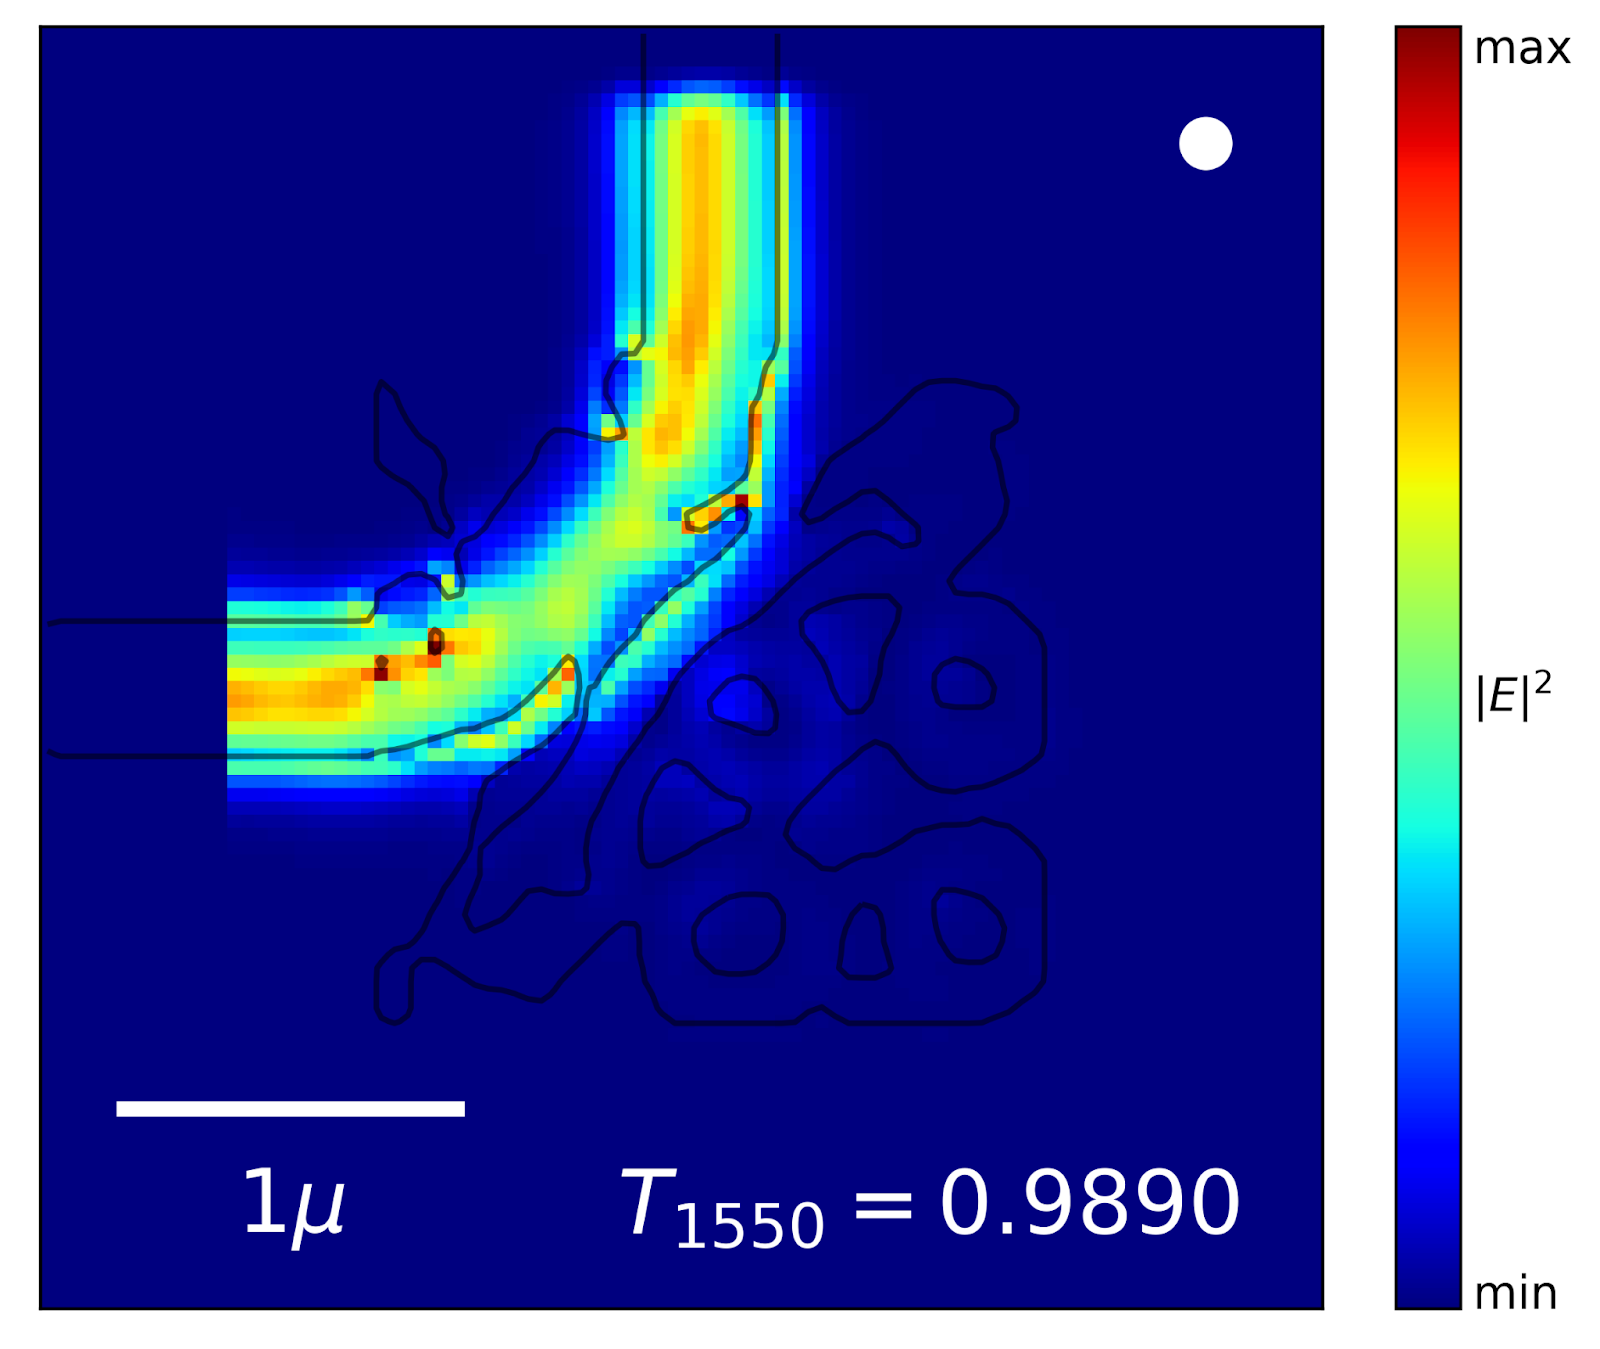 max
|E|²
min
1μ
T₁₅₅₀ = 0.9890